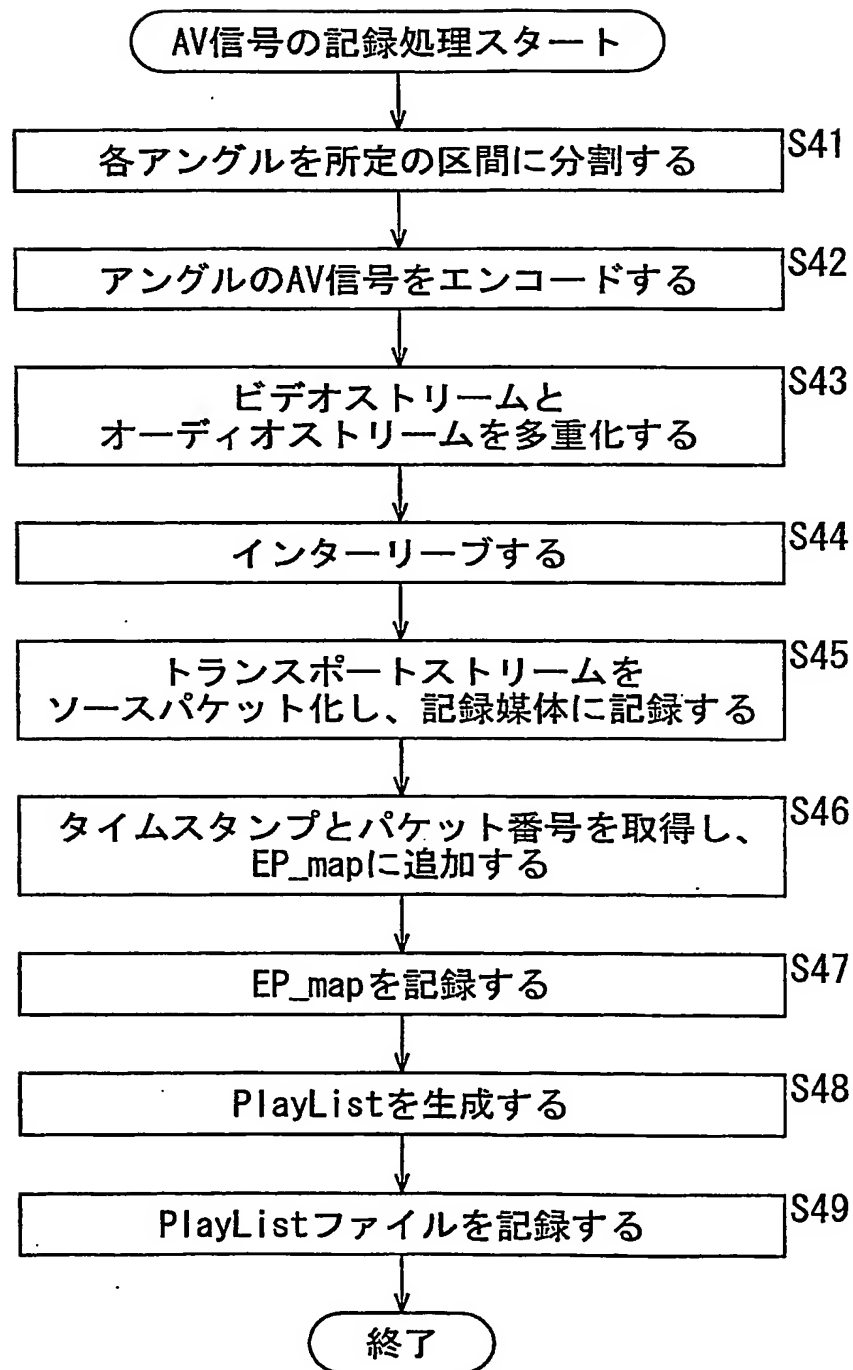 AV信号の記録処理スタート
各アングルを所定の区間に分割する
S41
アングルのAV信号をエンコードする
S42
ビデオストリームと
オーディオストリームを多重化する
S43
インターリーブする
S44
トランスポートストリームを
ソースパケット化し、記録媒体に記録する
S45
タイムスタンプとパケット番号を取得し、
EP_mapに追加する
S46
EP_mapを記録する
S47
PlayListを生成する
S48
PlayListファイルを記録する
S49
終了